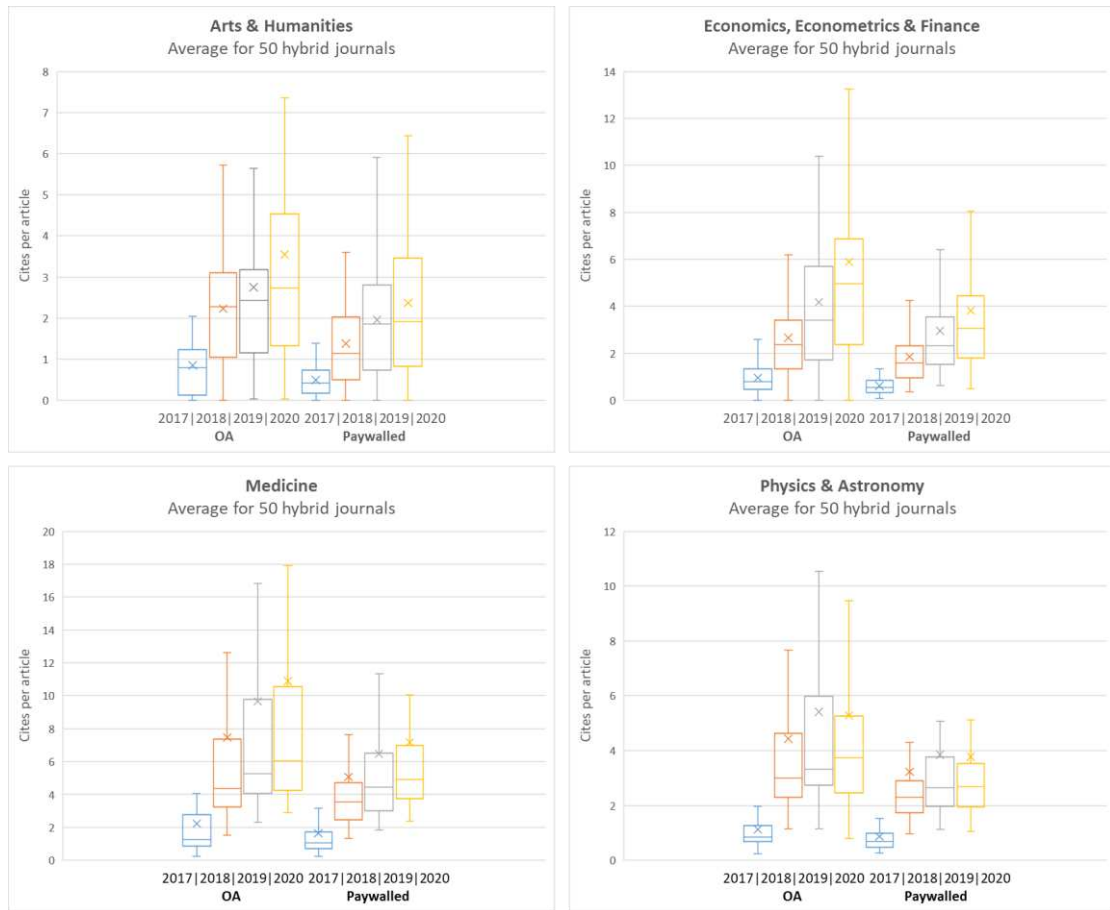 Arts & Humanities
Average for 50 hybrid journals
8
7
6
5
4
3
2
1
0
Cites per article
2017|2018|2019|2020 2017|2018|2019|2020
OA Paywalled
Economics, Econometrics & Finance
Average for 50 hybrid journals
14
12
10
8
6
4
2
0
Cites per article
2017|2018|2019|2020 2017|2018|2019|2020
OA Paywalled
Medicine
Average for 50 hybrid journals
20
18
16
14
12
10
8
6
4
2
0
Cites per article
2017|2018|2019|2020 2017|2018|2019|2020
OA Paywalled
Physics & Astronomy
Average for 50 hybrid journals
12
10
8
6
4
2
0
Cites per article
2017|2018|2019|2020 2017|2018|2019|2020
OA Paywalled